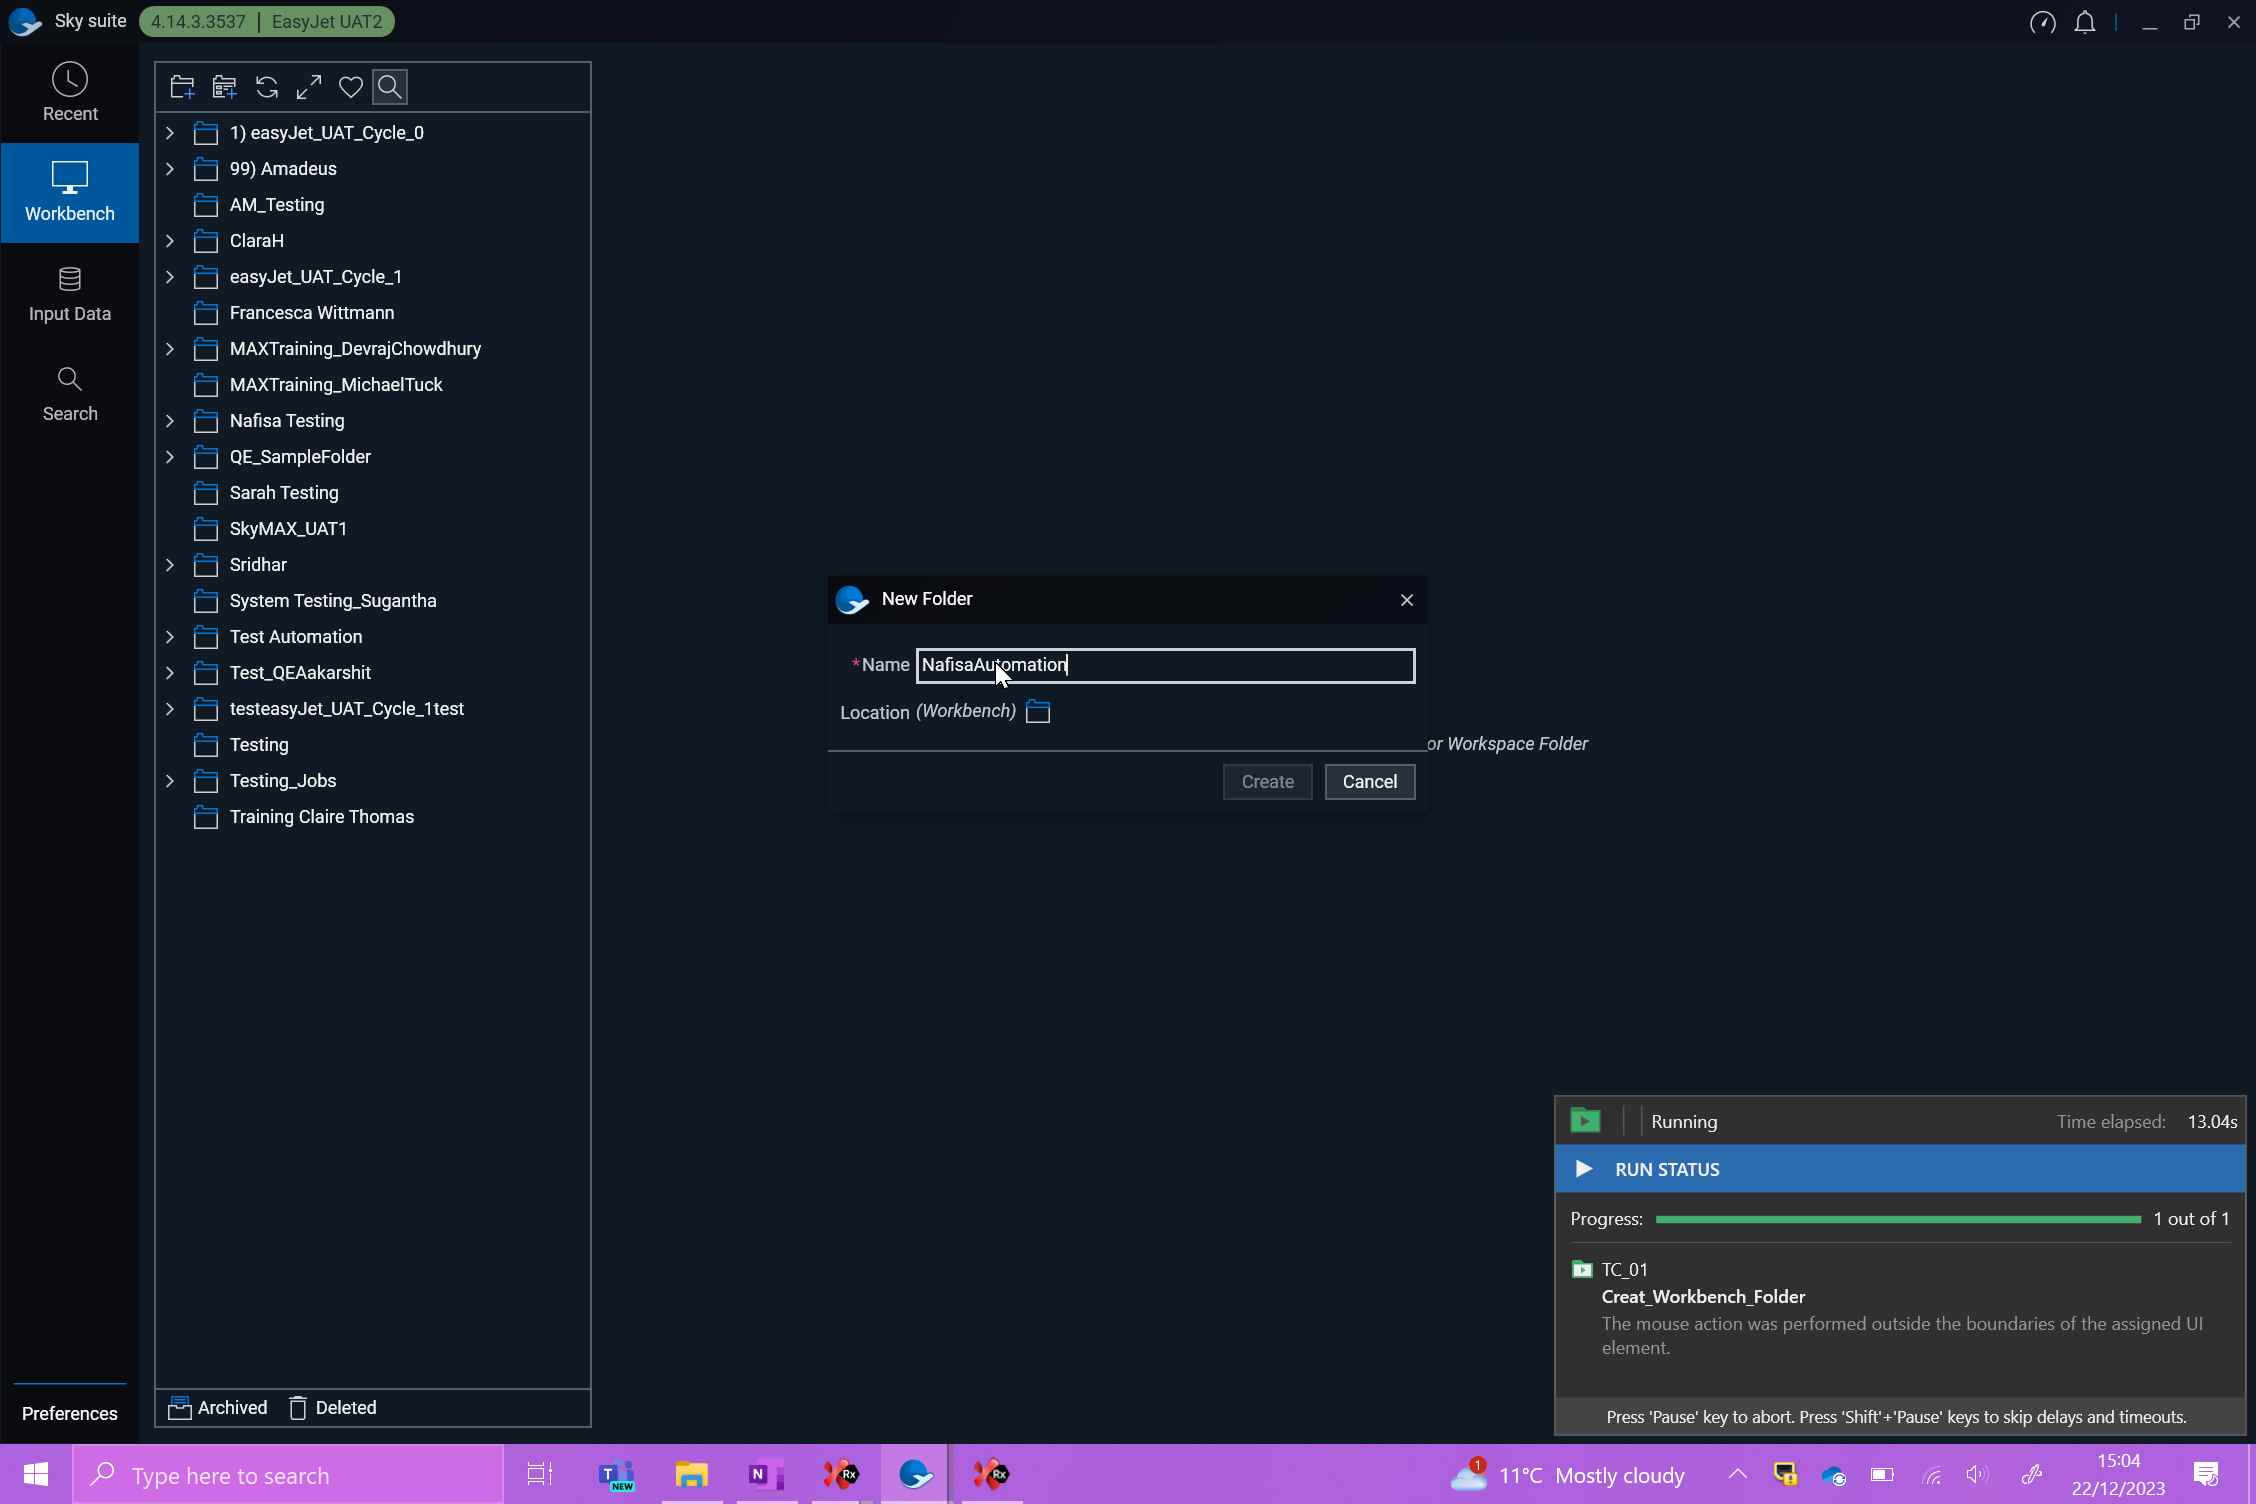 Sky suite 4.14.3.3537 | EasyJet UAT2
Recent
Workbench
Input Data
Search
Preferences
1) easyJet_UAT_Cycle_0
99) Amadeus
AM_Testing
ClaraH
easyJet_UAT_Cycle_1
Francesca Wittmann
MAXTraining_DevrajChowdhury
MAXTraining_MichaelTuck
Nafisa Testing
QE_SampleFolder
Sarah Testing
SkyMAX_UAT1
Sridhar
System Testing_Sugantha
Test Automation
Test_QEAakarshit
testeasyJet_UAT_Cycle_1test
Testing
Testing_Jobs
Training Claire Thomas
Archived Deleted
New Folder
*Name NafisaAutomation
Location (Workbench)
or Workspace Folder
Create Cancel
Running Time elapsed: 13.04s
RUN STATUS
Progress: 1 out of 1
TC_01
Creat_Workbench_Folder
The mouse action was performed outside the boundaries of the assigned UI
element.
Press 'Pause' key to abort. Press 'Shift'+'Pause' keys to skip delays and timeouts.
Type here to search
T
NEW
N
Rx
Rx
1
11°C Mostly cloudy
15:04
22/12/2023